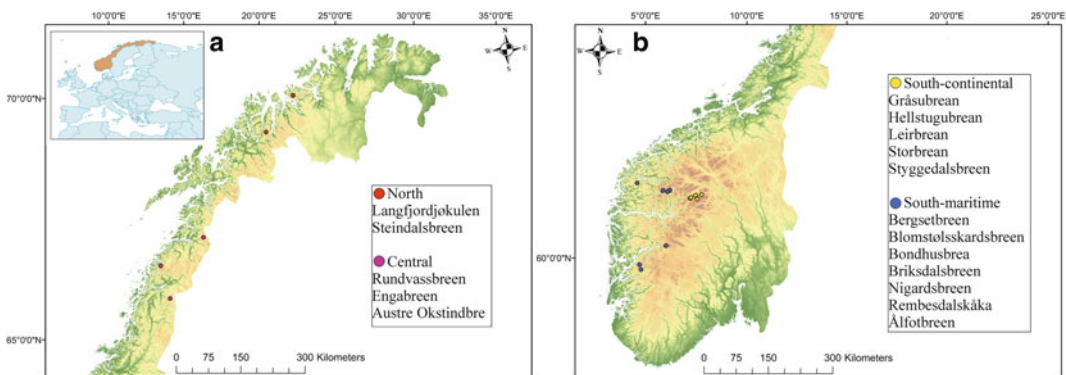 10°0'0"E 15°0'0"E 20°0'0"E 25°0'0"E 30°0'0"E 35°0'0"E
a
N
W E
S
70°0'0"N
North
Langfjordjøkulen
Steindalsbreen
Central
Rundvassbreen
Engabreen
Austre Okstindbre
65°0'0"N
0 75 150 300 Kilometers
5°0'0"E 10°0'0"E 15°0'0"E 20°0'0"E 25°0'0"E
b
N
W E
S
South-continental
Gråsubrean
Hellstugubrean
Leirbrean
Storbrean
Styggedalsbreen
South-maritime
Bergsetbreen
Blomstølsskardsbreen
Bondhusbrea
Briksdalsbreen
Nigardsbreen
Rembesdalskåka
Ålfotbreen
60°0'0"N
0 75 150 300 Kilometers